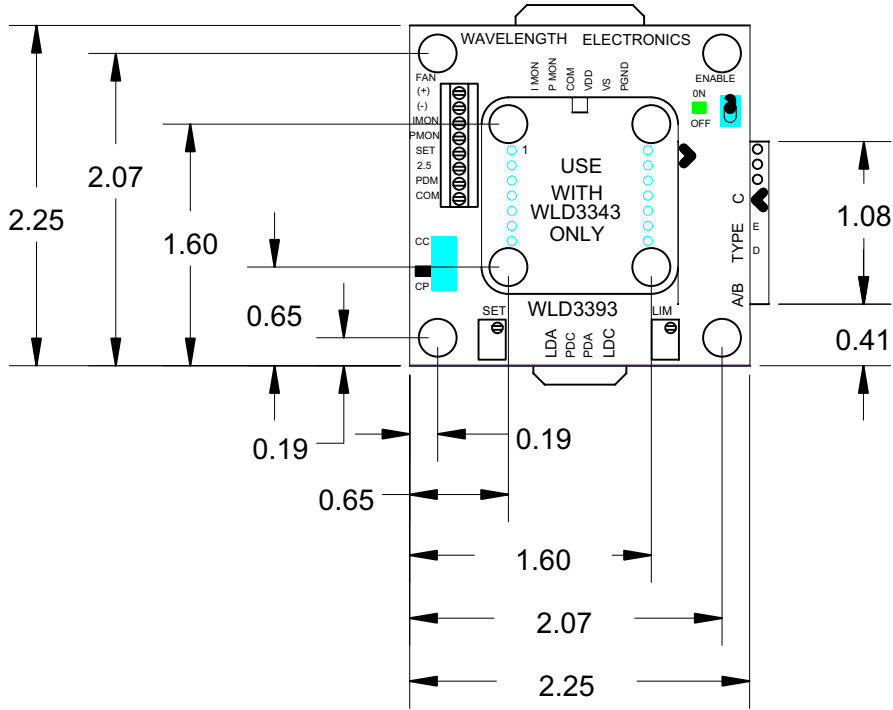 WAVELENGTH ELECTRONICS
I MON
P MON
COM
VDD
VS
PGND
ENABLE
0N
OFF
FAN
(+)
(-)
IMON
PMON
SET
2.5
PDM
COM
1
USE
WITH
WLD3343
ONLY
CC
CP
WLD3393
SET
LIM
LDA
PDC
PDA
LDC
C
E
D
TYPE
A/B
2.25
2.07
1.60
0.65
0.19
1.08
0.41
0.19
0.65
1.60
2.07
2.25